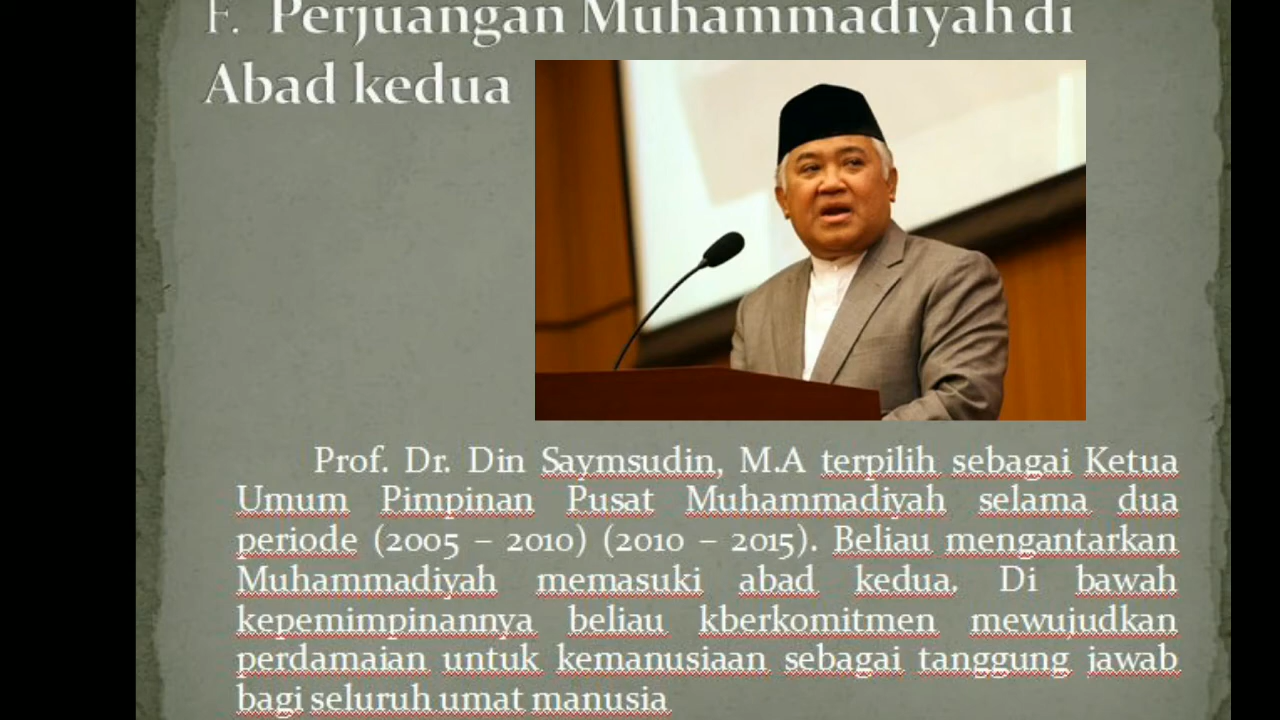 F. Perjuangan Muhammadiyah di
Abad kedua
Prof. Dr. Din Saymsudin, M.A terpilih sebagai Ketua
Umum Pimpinan Pusat Muhammadiyah selama dua
periode (2005 – 2010) (2010 – 2015). Beliau mengantarkan
Muhammadiyah memasuki abad kedua. Di bawah
kepemimpinannya beliau kberkomitmen mewujudkan
perdamaian untuk kemanusiaan sebagai tanggung jawab
bagi seluruh umat manusia